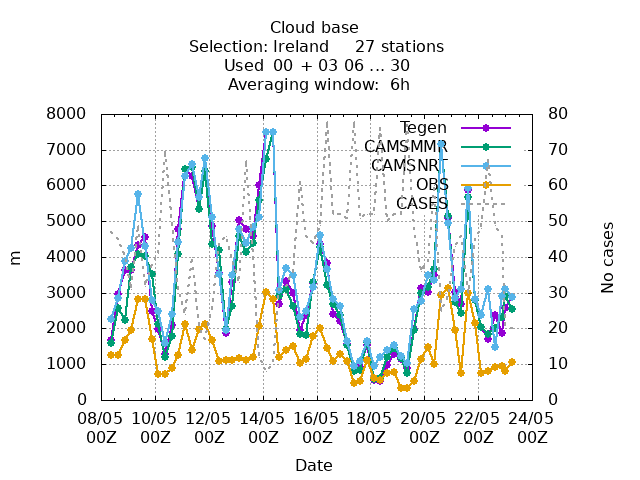 Cloud base
Selection: Ireland 27 stations
Used 00 + 03 06 ... 30
Averaging window: 6h
8000
7000
6000
5000
4000
3000
2000
1000
0
80
70
60
50
40
30
20
10
0
m
No cases
Tegen
CAMSMMR
CAMSNRT
OBS
CASES
08/05 10/05 12/05 14/05 16/05 18/05 20/05 22/05 24/05
00Z 00Z 00Z 00Z 00Z 00Z 00Z 00Z 00Z
Date